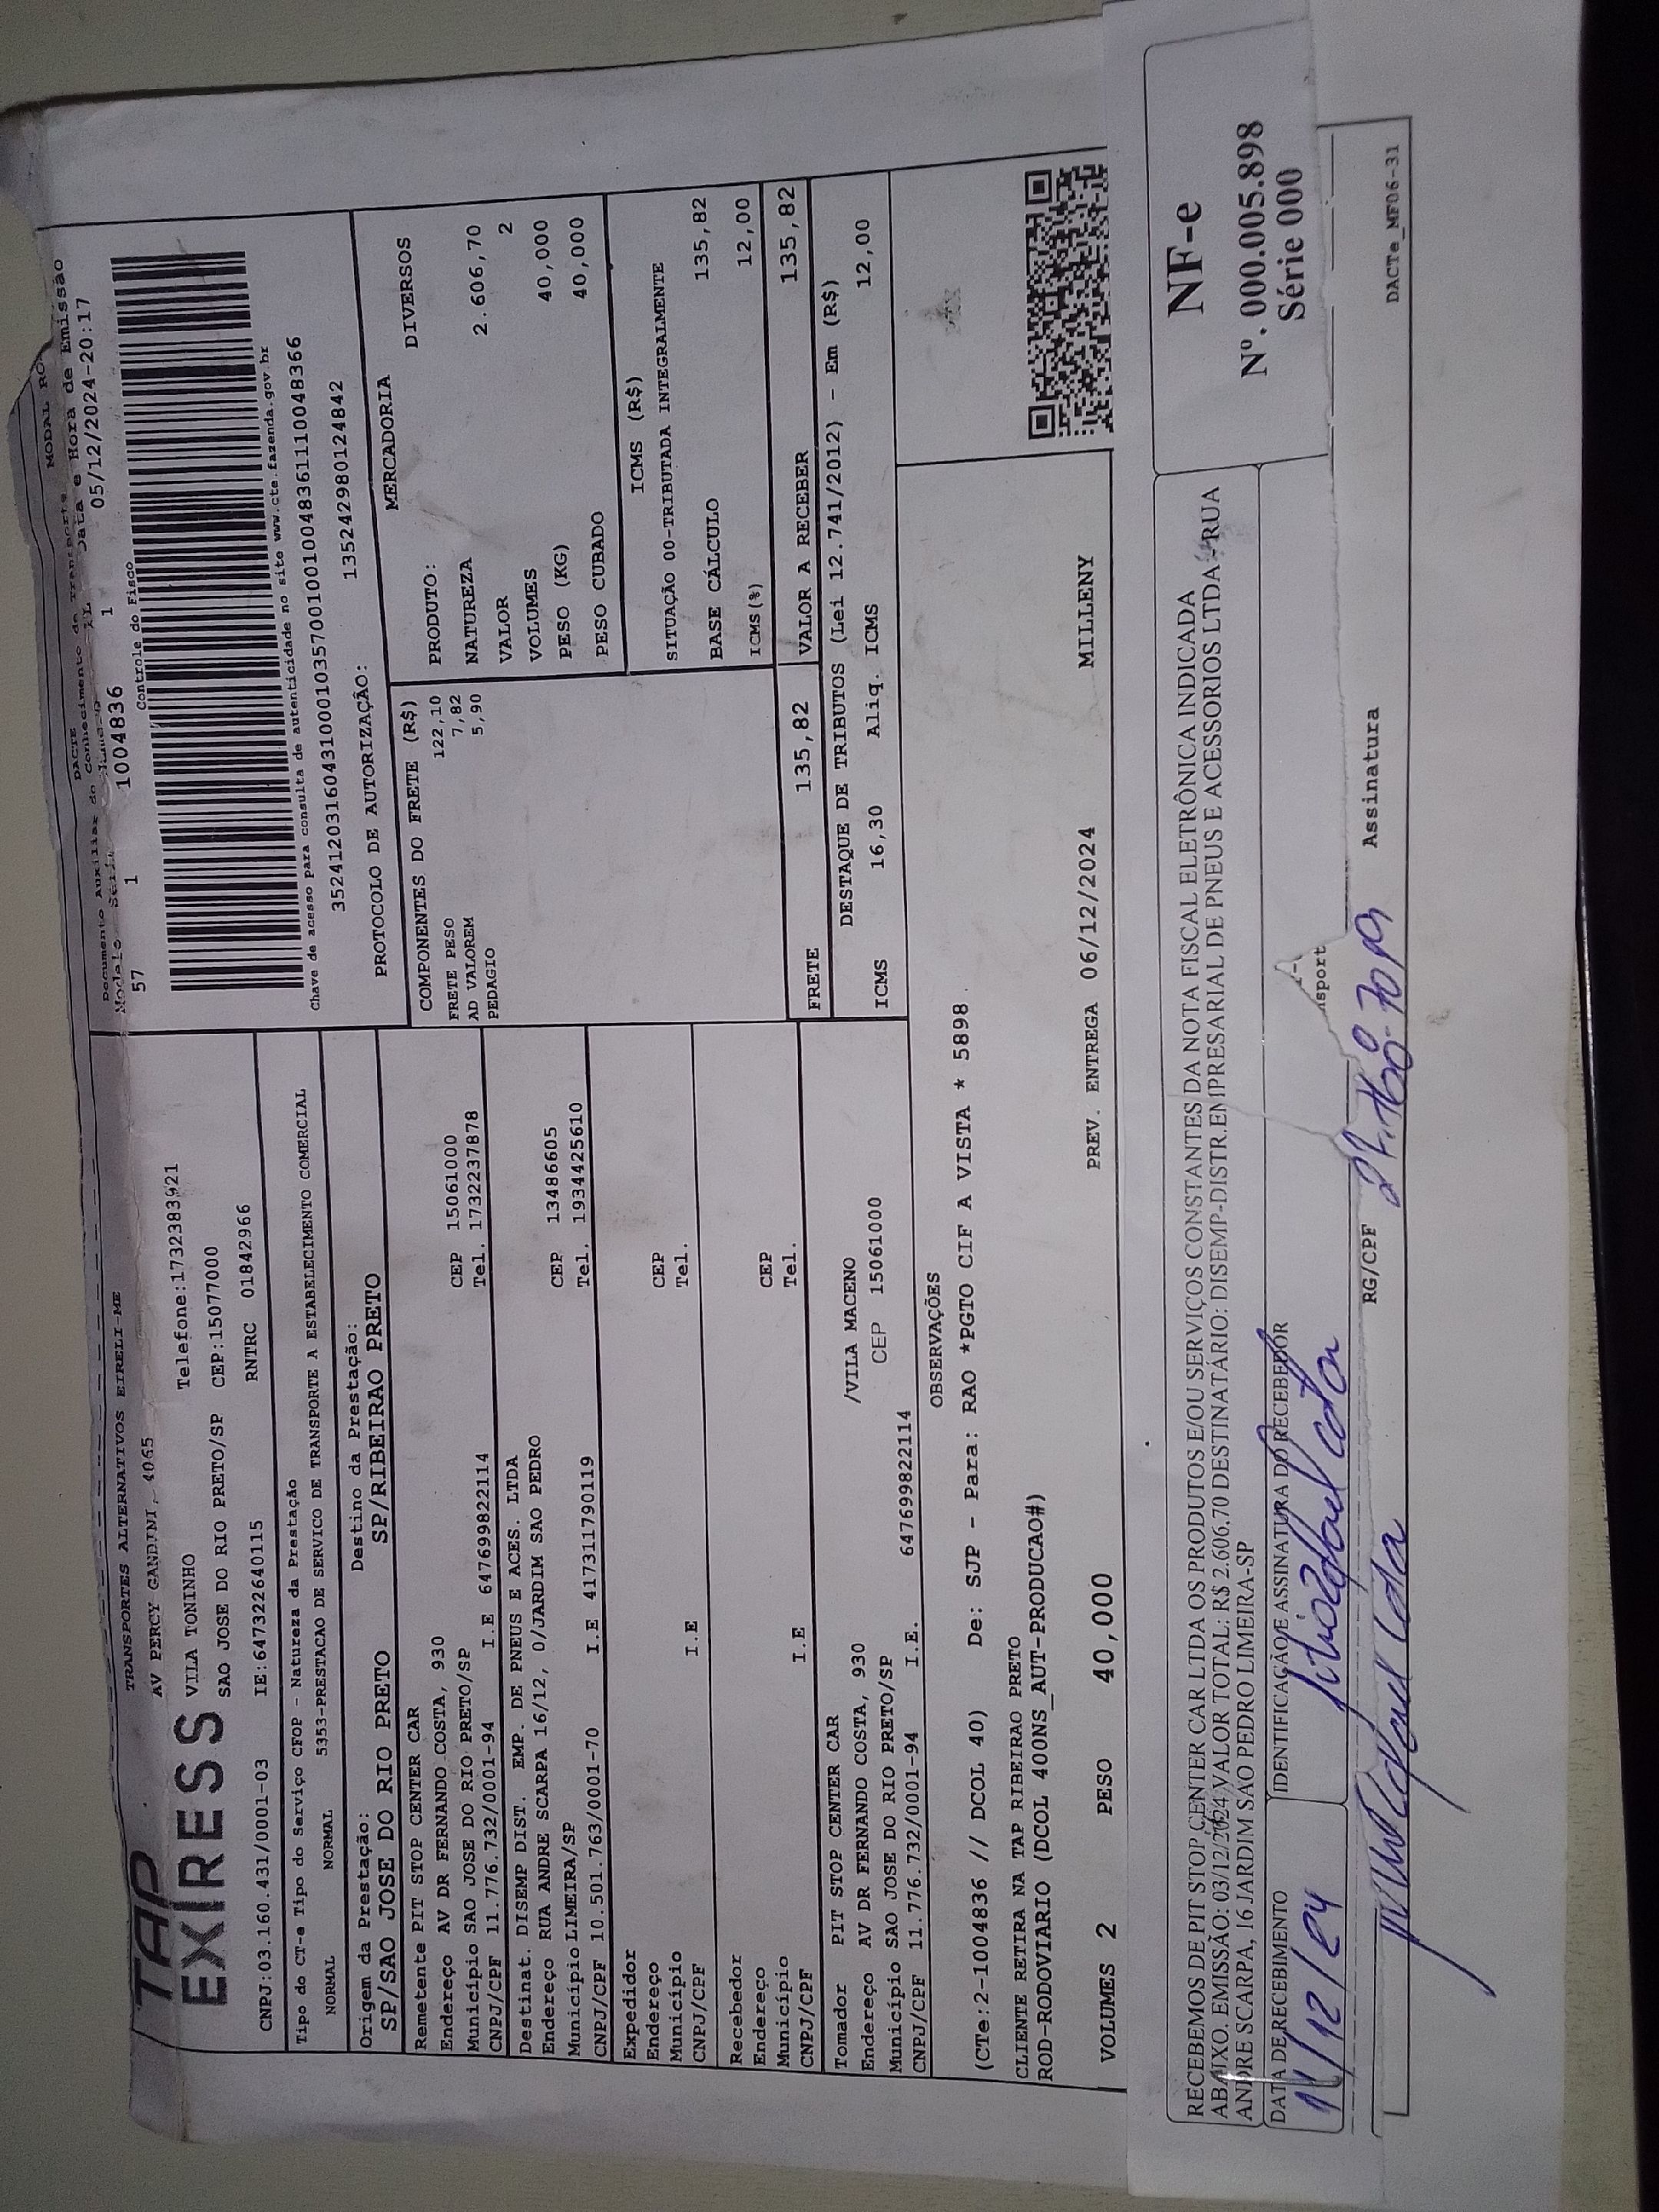 TAP
EXPRESS
TRANSPORTES ALTERNATIVOS EIRELI-ME
AV PERCY GANDINI, 4065
VILA TONINHO
Telefone:1732383921
SAO JOSE DO RIO PRETO/SP CEP:15077000
CNPJ:03.160.431/0001-03 IE:647322640115 RNTRC 01842966
Tipo do CT-e Tipo do Serviço CFOP - Natureza da Prestação
NORMAL NORMAL 5353-PRESTACAO DE SERVICO DE TRANSPORTE A ESTABELECIMENTO COMERCIAL
Origem da Prestação: Destino da Prestação:
SP/SAO JOSE DO RIO PRETO SP/RIBEIRAO PRETO
Remetente PIT STOP CENTER CAR
Endereço AV DR FERNANDO COSTA, 930 CEP 15061000
Município SAO JOSE DO RIO PRETO/SP Tel. 1732237878
CNPJ/CPF 11.776.732/0001-94 I.E 647699822114
Destinat. DISEMP DIST. EMP. DE PNEUS E ACES. LTDA
Endereço RUA ANDRE SCARPA 16/12, 0/JARDIM SAO PEDRO CEP 13486605
Município LIMEIRA/SP Tel. 1934425610
CNPJ/CPF 10.501.763/0001-70 I.E 417311790119
Expedidor
Endereço CEP
Município Tel.
CNPJ/CPF I.E
Recebedor
Endereço CEP
Município Tel.
CNPJ/CPF I.E
Tomador PIT STOP CENTER CAR
Endereço AV DR FERNANDO COSTA, 930 /VILA MACENO
Município SAO JOSE DO RIO PRETO/SP CEP 15061000
CNPJ/CPF 11.776.732/0001-94 I.E. 647699822114
DACTE
MODAL RO
Documento Auxiliar do Conhecimento de Transporte
Modelo Série Data e Hora de Emissão
57 1 1004836 1 05/12/2024-20:17
Controle do Fisco
Chave de acesso para consulta de autenticidade no site www.cte.fazenda.gov.br
35241203160431000103570010010048361110048366
PROTOCOLO DE AUTORIZAÇÃO: 135242980124842
COMPONENTES DO FRETE (R$)
FRETE PESO 122,10
AD VALOREM 7,82
PEDAGIO 5,90
MERCADORIA
PRODUTO: DIVERSOS
NATUREZA
VALOR 2.606,70
VOLUMES 2
PESO (KG) 40,000
PESO CUBADO 40,000
ICMS (R$)
SITUAÇÃO 00-TRIBUTADA INTEGRALMENTE
BASE CÁLCULO 135,82
ICMS(%) 12,00
FRETE 135,82 VALOR A RECEBER 135,82
DESTAQUE DE TRIBUTOS (Lei 12.741/2012) - Em (R$)
ICMS 16,30 Aliq. ICMS 12,00
OBSERVAÇÕES
(CTe:2-1004836 // DCOL 40) De: SJP - Para: RAO *PGTO CIF A VISTA * 5898
CLIENTE RETIRA NA TAP RIBEIRAO PRETO
ROD-RODOVIARIO (DCOL 400NS_AUT-PRODUCAO#)
VOLUMES 2 PESO 40,000 PREV. ENTREGA 06/12/2024 MILLENY
RECEBEMOS DE PIT STOP CENTER CAR LTDA OS PRODUTOS E/OU SERVIÇOS CONSTANTES DA NOTA FISCAL ELETRÔNICA INDICADA
ABAIXO. EMISSÃO: 03/12/2024 VALOR TOTAL: R$ 2.606,70 DESTINATÁRIO: DISEMP-DISTR.EMPRESARIAL DE PNEUS E ACESSORIOS LTDA - RUA
ANDRE SCARPA, 16 JARDIM SAO PEDRO LIMEIRA-SP
DATA DE RECEBIMENTO IDENTIFICAÇÃO E ASSINATURA DO RECEBEDOR
11/12/24
NF-e
Nº. 000.005.898
Série 000
RG/CPF Assinatura
DACTe_MF06-31